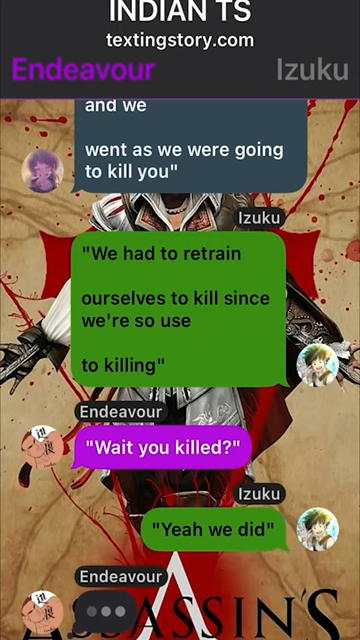 INDIAN TS
textingstory.com
Endeavour Izuku
and we
went as we were going
to kill you"
Izuku
"We had to retrain
ourselves to kill since
we're so use
to killing"
Endeavour
"Wait you killed?"
Izuku
"Yeah we did"
Endeavour
ASSASSIN'S